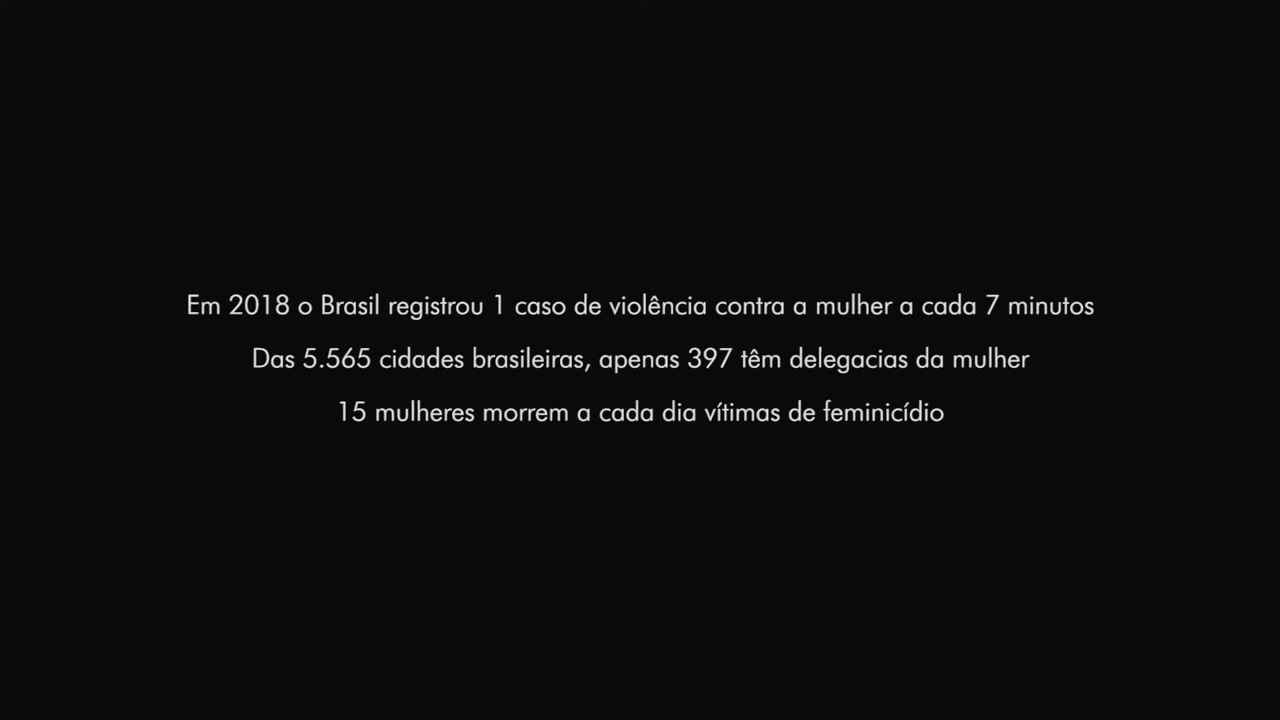 Em 2018 o Brasil registrou 1 caso de violência contra a mulher a cada 7 minutos
Das 5.565 cidades brasileiras, apenas 397 têm delegacias da mulher
15 mulheres morrem a cada dia vítimas de feminicídio